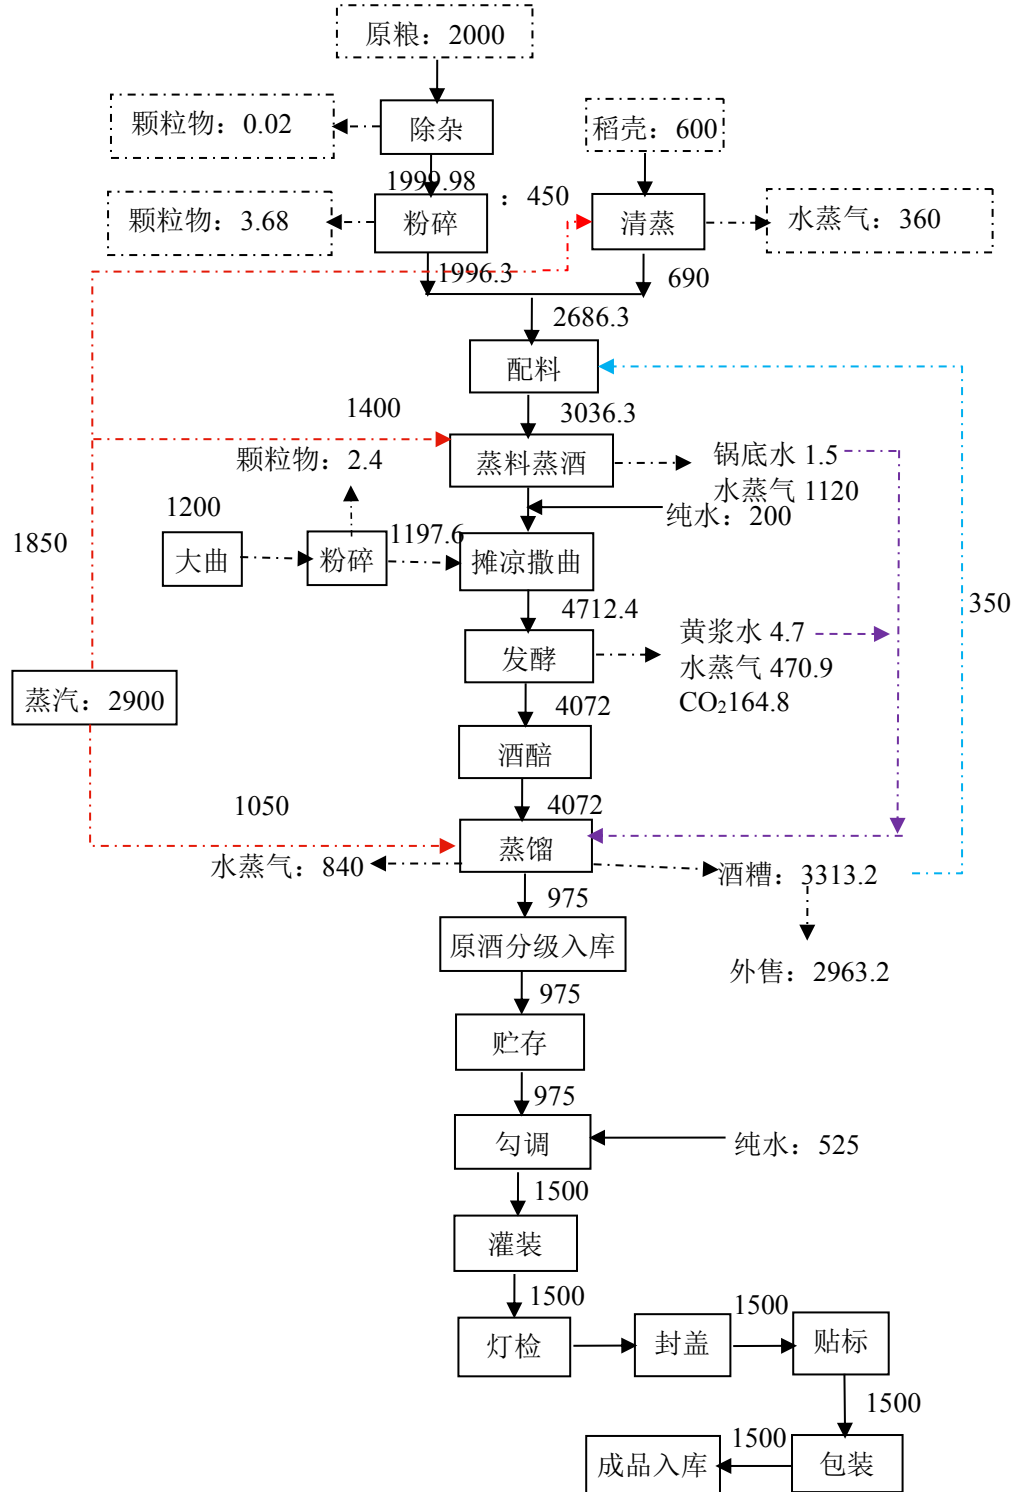 原粮：2000
颗粒物：0.02
除杂
稻壳：600
1999.98
：450
颗粒物：3.68
粉碎
清蒸
水蒸气：360
1996.3
690
2686.3
配料
1400
3036.3
颗粒物：2.4
蒸料蒸酒
锅底水 1.5
水蒸气 1120
1200
纯水：200
1850
大曲
粉碎
1197.6
摊凉撒曲
4712.4
350
发酵
黄浆水 4.7
水蒸气 470.9
CO₂164.8
蒸汽：2900
4072
酒醅
1050
4072
水蒸气：840
蒸馏
酒糟：3313.2
975
原酒分级入库
外售：2963.2
975
贮存
975
勾调
纯水：525
1500
灌装
1500
灯检
封盖
1500
贴标
1500
成品入库
1500
包装